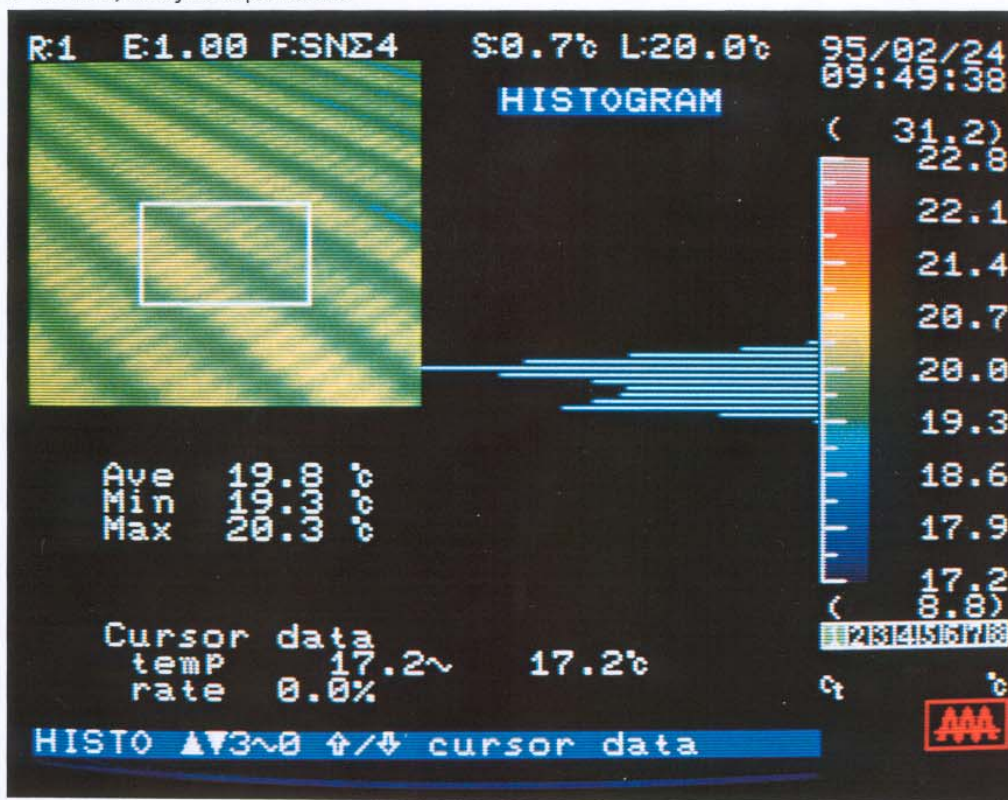 R:1 E:1.00 F:SNΣ4 S:0.7℃ L:20.0℃ 95/02/24
09:49:38
HISTOGRAM
( 31.2)
22.8
22.1
21.4
20.7
20.0
19.3
18.6
17.9
17.2
( 8.8)
12345678
Ave 19.8 ℃
Min 19.3 ℃
Max 20.3 ℃
Cursor data
temp 17.2~ 17.2℃
rate 0.0%
Ct ℃
HISTO ▲▼3~0 ⇧/⇩ cursor data